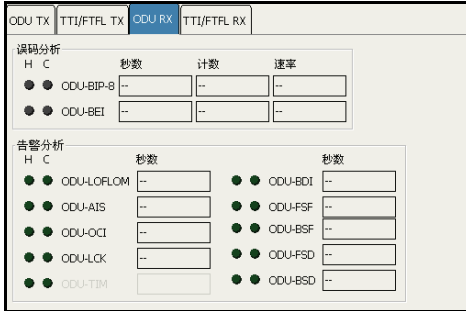 ODU TX TTI/FTFL TX ODU RX TTI/FTFL RX
误码分析
H C 秒数 计数 速率
ODU-BIP-8 -- -- --
ODU-BEI -- -- --
告警分析
H C 秒数 秒数
ODU-LOFLOM -- ODU-BDI --
ODU-AIS -- ODU-FSF --
ODU-OCI -- ODU-BSF --
ODU-LCK -- ODU-FSD --
ODU-TIM ODU-BSD --